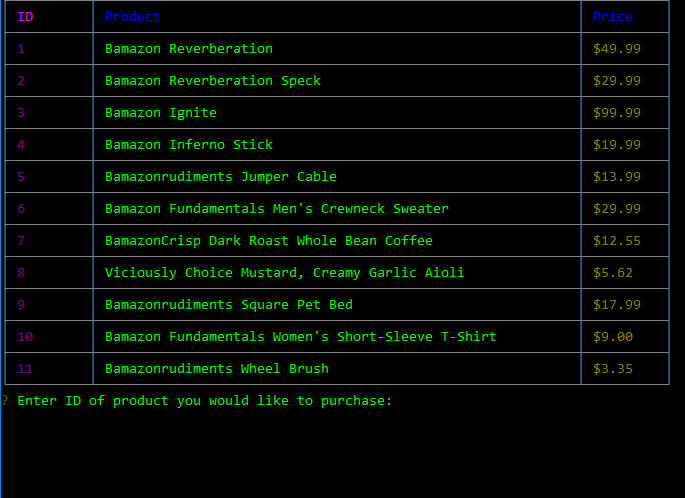 ID Product Price
1 Bamazon Reverberation $49.99
2 Bamazon Reverberation Speck $29.99
3 Bamazon Ignite $99.99
4 Bamazon Inferno Stick $19.99
5 Bamazonrudiments Jumper Cable $13.99
6 Bamazon Fundamentals Men's Crewneck Sweater $29.99
7 BamazonCrisp Dark Roast Whole Bean Coffee $12.55
8 Viciously Choice Mustard, Creamy Garlic Aioli $5.62
9 Bamazonrudiments Square Pet Bed $17.99
10 Bamazon Fundamentals Women's Short-Sleeve T-Shirt $9.00
11 Bamazonrudiments Wheel Brush $3.35
? Enter ID of product you would like to purchase: